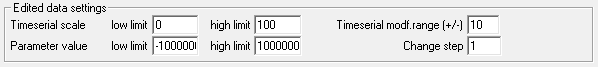 Edited data settings
Timeserial scale low limit 0 high limit 100 Timeserial modf.range (+/-) 10
Parameter value low limit -100000 high limit 1000000 Change step 1